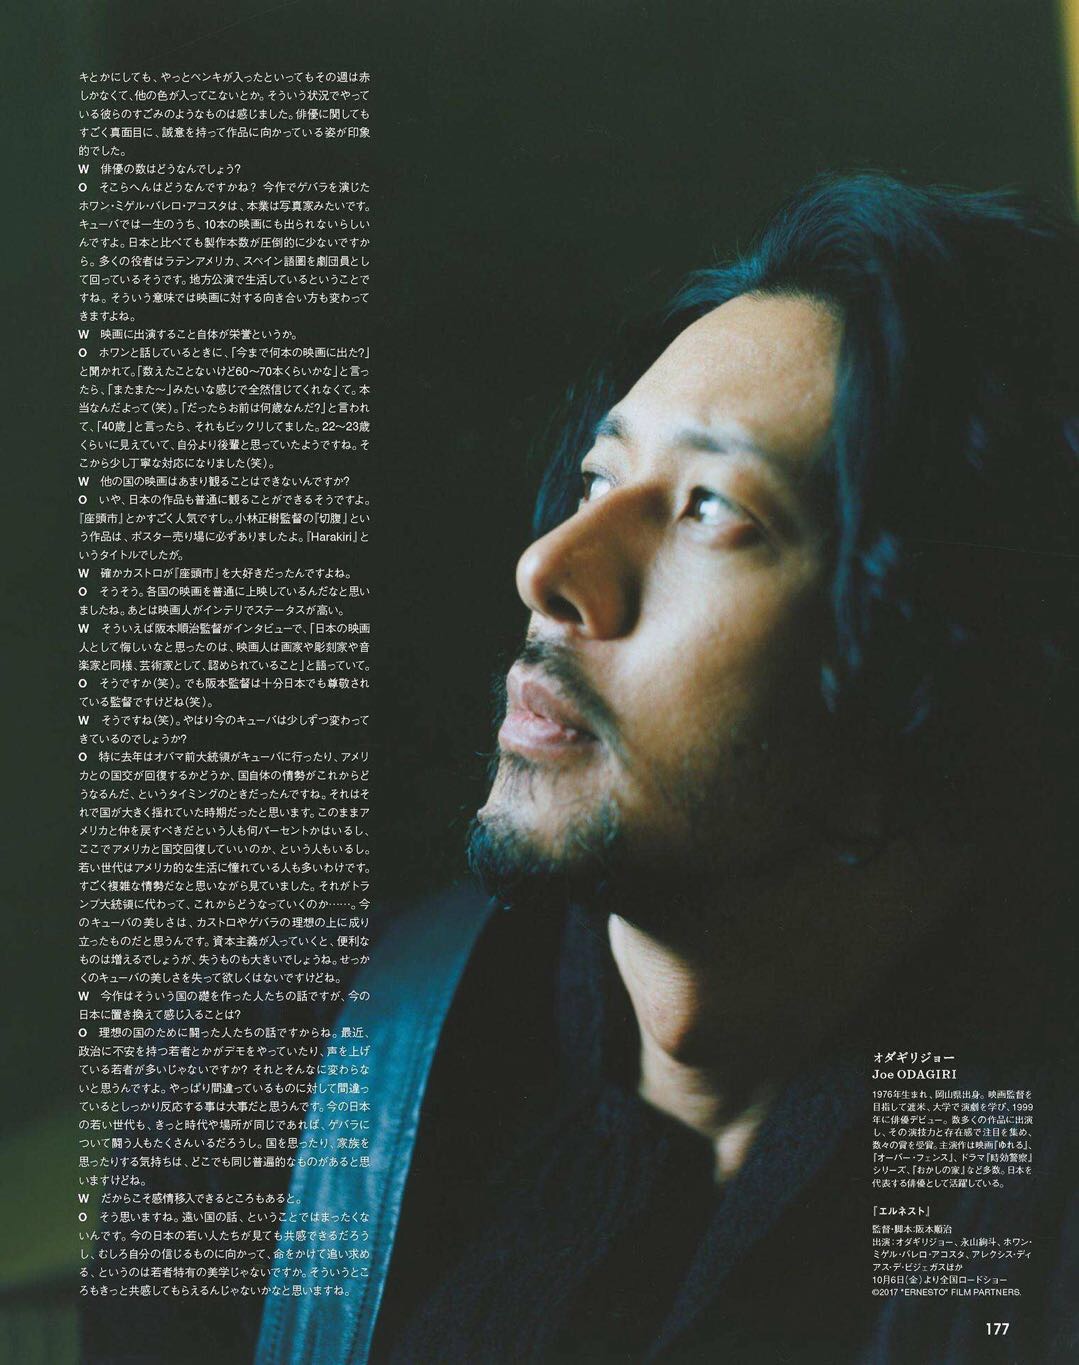 キとかにしても、やっとペンキが入ったといってもその週は赤
しかなくて、他の色が入ってこないとか。そういう状況でやって
いる彼らのすごみのようなものは感じました。俳優に関しても
すごく真面目に、誠意を持って作品に向かっている姿が印象
的でした。
W 俳優の数はどうなんでしょう?
O そこらへんはどうなんですかね? 今作でゲバラを演じた
ホワン・ミゲル・バレロ・アコスタは、本業は写真家みたいです。
キューバでは一生のうち、10本の映画にも出られないらしい
んですよ。日本と比べても製作本数が圧倒的に少ないですか
ら。多くの役者はラテンアメリカ、スペイン語圏を劇団員とし
て回っているそうです。地方公演で生活しているということで
すね。そういう意味では映画に対する向き合い方も変わって
きますよね。
W 映画に出演すること自体が栄誉というか。
O ホワンと話しているときに、「今まで何本の映画に出た?」
と聞かれて。「数えたことないけど60〜70本くらいかな」と言っ
たら、「またまた〜」みたいな感じで全然信じてくれなくて。本
当なんだよって(笑)。「だったらお前は何歳なんだ?」と言われ
て、「40歳」と言ったら、それもビックリしてました。22〜23歳
くらいに見えていて、自分より後輩と思っていたようですね。そ
こから少し丁寧な対応になりました(笑)。
W 他の国の映画はあまり観ることはできないんですか?
O いや、日本の作品も普通に観ることができるそうですよ。
『座頭市』とかすごく人気ですし。小林正樹監督の『切腹』とい
う作品は、ポスター売り場に必ずありましたよ。『Harakiri』と
いうタイトルでしたが。
W 確かカストロが『座頭市』を大好きだったんですよね。
O そうそう。各国の映画を普通に上映しているんだなと思い
ましたね。あとは映画人がインテリでステータスが高い。
W そういえば阪本順治監督がインタビューで、「日本の映画
人として悔しいなと思ったのは、映画人は画家や彫刻家や音
楽家と同様、芸術家として、認められていること」と語っていて。
O そうですか(笑)。でも阪本監督は十分日本でも尊敬され
ている監督ですけどね(笑)。
W そうですね(笑)。やはり今のキューバは少しずつ変わって
きているのでしょうか?
O 特に去年はオバマ前大統領がキューバに行ったり、アメリ
カとの国交が回復するかどうか、国自体の情勢がこれからど
うなるんだ、というタイミングのときだったんですね。それはそ
れで国が大きく揺れていた時期だったと思います。このままア
メリカと仲を戻すべきだという人も何パーセントかはいるし、
ここでアメリカと国交回復していいのか、という人もいるし。
若い世代はアメリカ的な生活に憧れている人も多いわけです。
すごく複雑な情勢だなと思いながら見ていました。それがトラ
ンプ大統領に代わって、これからどうなっていくのか……。今
のキューバの美しさは、カストロやゲバラの理想の上に成り
立ったものだと思うんです。資本主義が入っていくと、便利な
ものは増えるでしょうが、失うものも大きいでしょうね。せっか
くのキューバの美しさを失って欲しくはないですけどね。
W 今作はそういう国の礎を作った人たちの話ですが、今の
日本に置き換えて感じ入ることは?
O 理想の国のために闘った人たちの話ですからね。最近、
政治に不安を持つ若者とかがデモをやっていたり、声を上げ
ている若者が多いじゃないですか? それとそんなに変わらな
いと思うんですよ。やっぱり間違っているものに対して間違っ
ているとしっかり反応する事は大事だと思うんです。今の日本
の若い世代も、きっと時代や場所が同じであれば、ゲバラに
ついて闘う人もたくさんいるだろうし。国を思ったり、家族を
思ったりする気持ちは、どこでも同じ普遍的なものがあると思
いますけどね。
W だからこそ感情移入できるところもあると。
O そう思いますね。遠い国の話、ということではまったくな
いんです。今の日本の若い人たちが見ても共感できるだろう
し、むしろ自分の信じるものに向かって、命をかけて追い求め
る、というのは若者特有の美学じゃないですか。そういうとこ
ろもきっと共感してもらえるんじゃないかなと思いますね。
オダギリジョー
Joe ODAGIRI
1976年生まれ、岡山県出身。映画監督を
目指して渡米、大学で演劇を学び、1999
年に俳優デビュー。数多くの作品に出演
し、その演技力と存在感で注目を集め、
数々の賞を受賞。主演作は映画『ゆれる』、
『オーバー・フェンス』、ドラマ『時効警察』
シリーズ、『おかしの家』など多数。日本を
代表する俳優として活躍している。
『エルネスト』
監督・脚本:阪本順治
出演:オダギリジョー、永山絢斗、ホワン・
ミゲル・バレロ・アコスタ、アレクシス・ディ
アス・デ・ビジェガスほか
10月6日(金)より全国ロードショー
©2017 "ERNESTO" FILM PARTNERS.
177